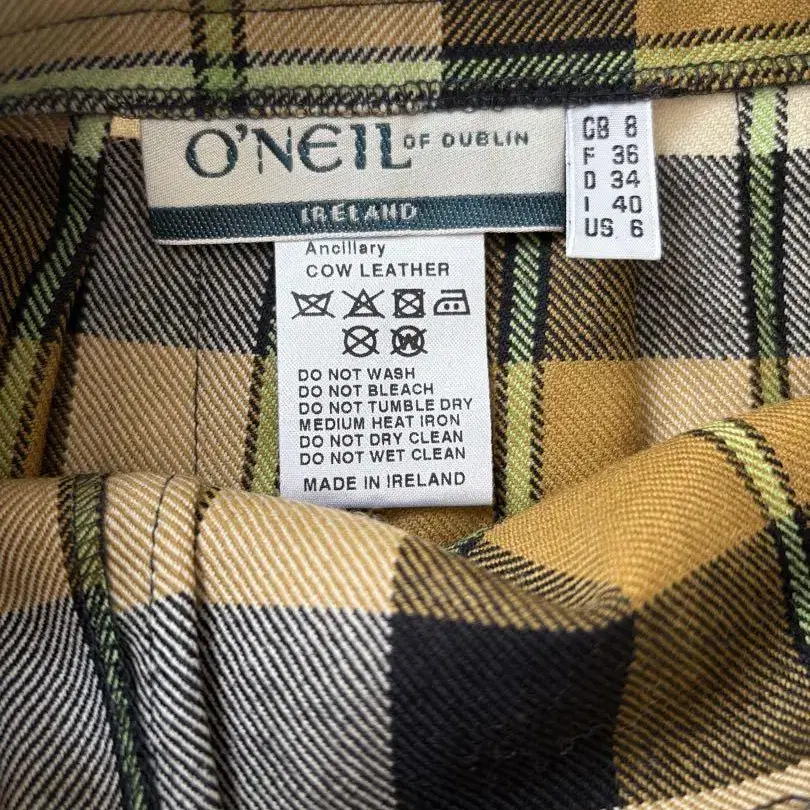 O'NEIL OF DUBLIN
IRELAND
GB 8
F 36
D 34
I 40
US 6
Ancillary
COW LEATHER
W
DO NOT WASH
DO NOT BLEACH
DO NOT TUMBLE DRY
MEDIUM HEAT IRON
DO NOT DRY CLEAN
DO NOT WET CLEAN
MADE IN IRELAND